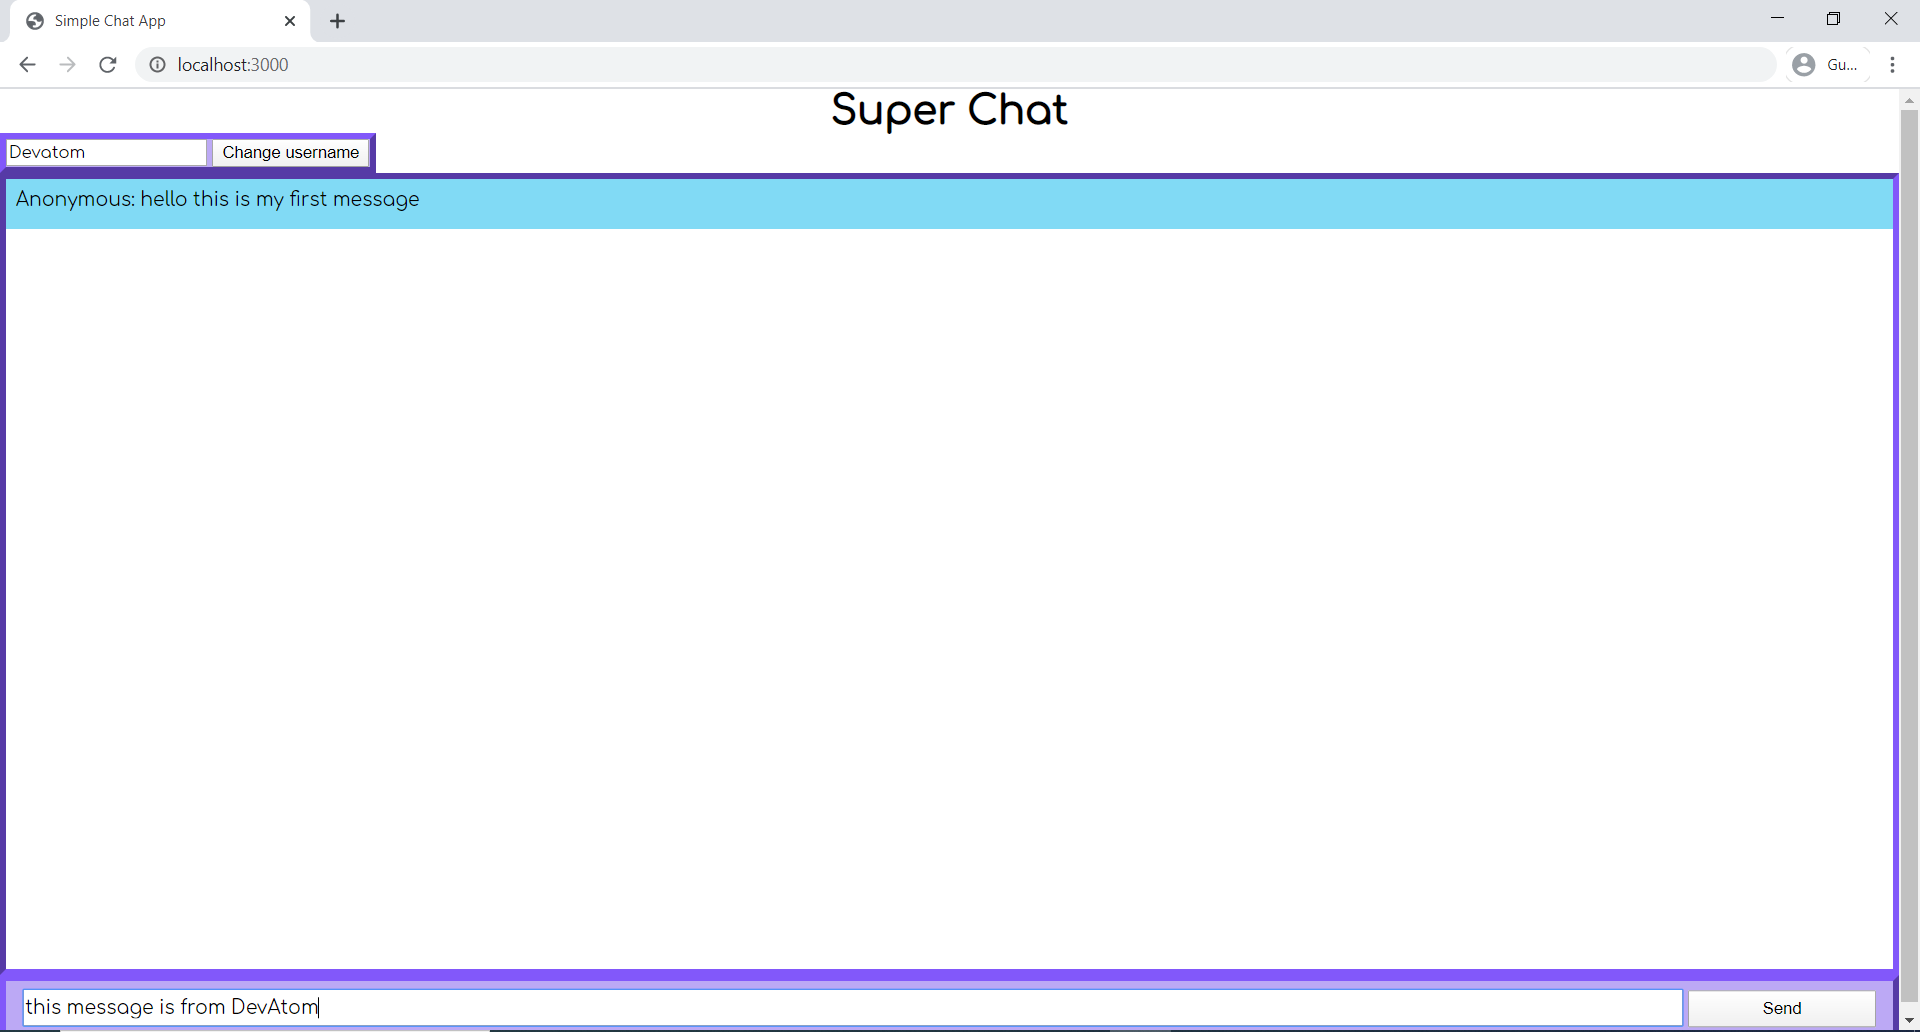 Simple Chat App
localhost:3000
Gu...
Super Chat
Devatom
Change username
Anonymous: hello this is my first message
this message is from DevAtom
Send